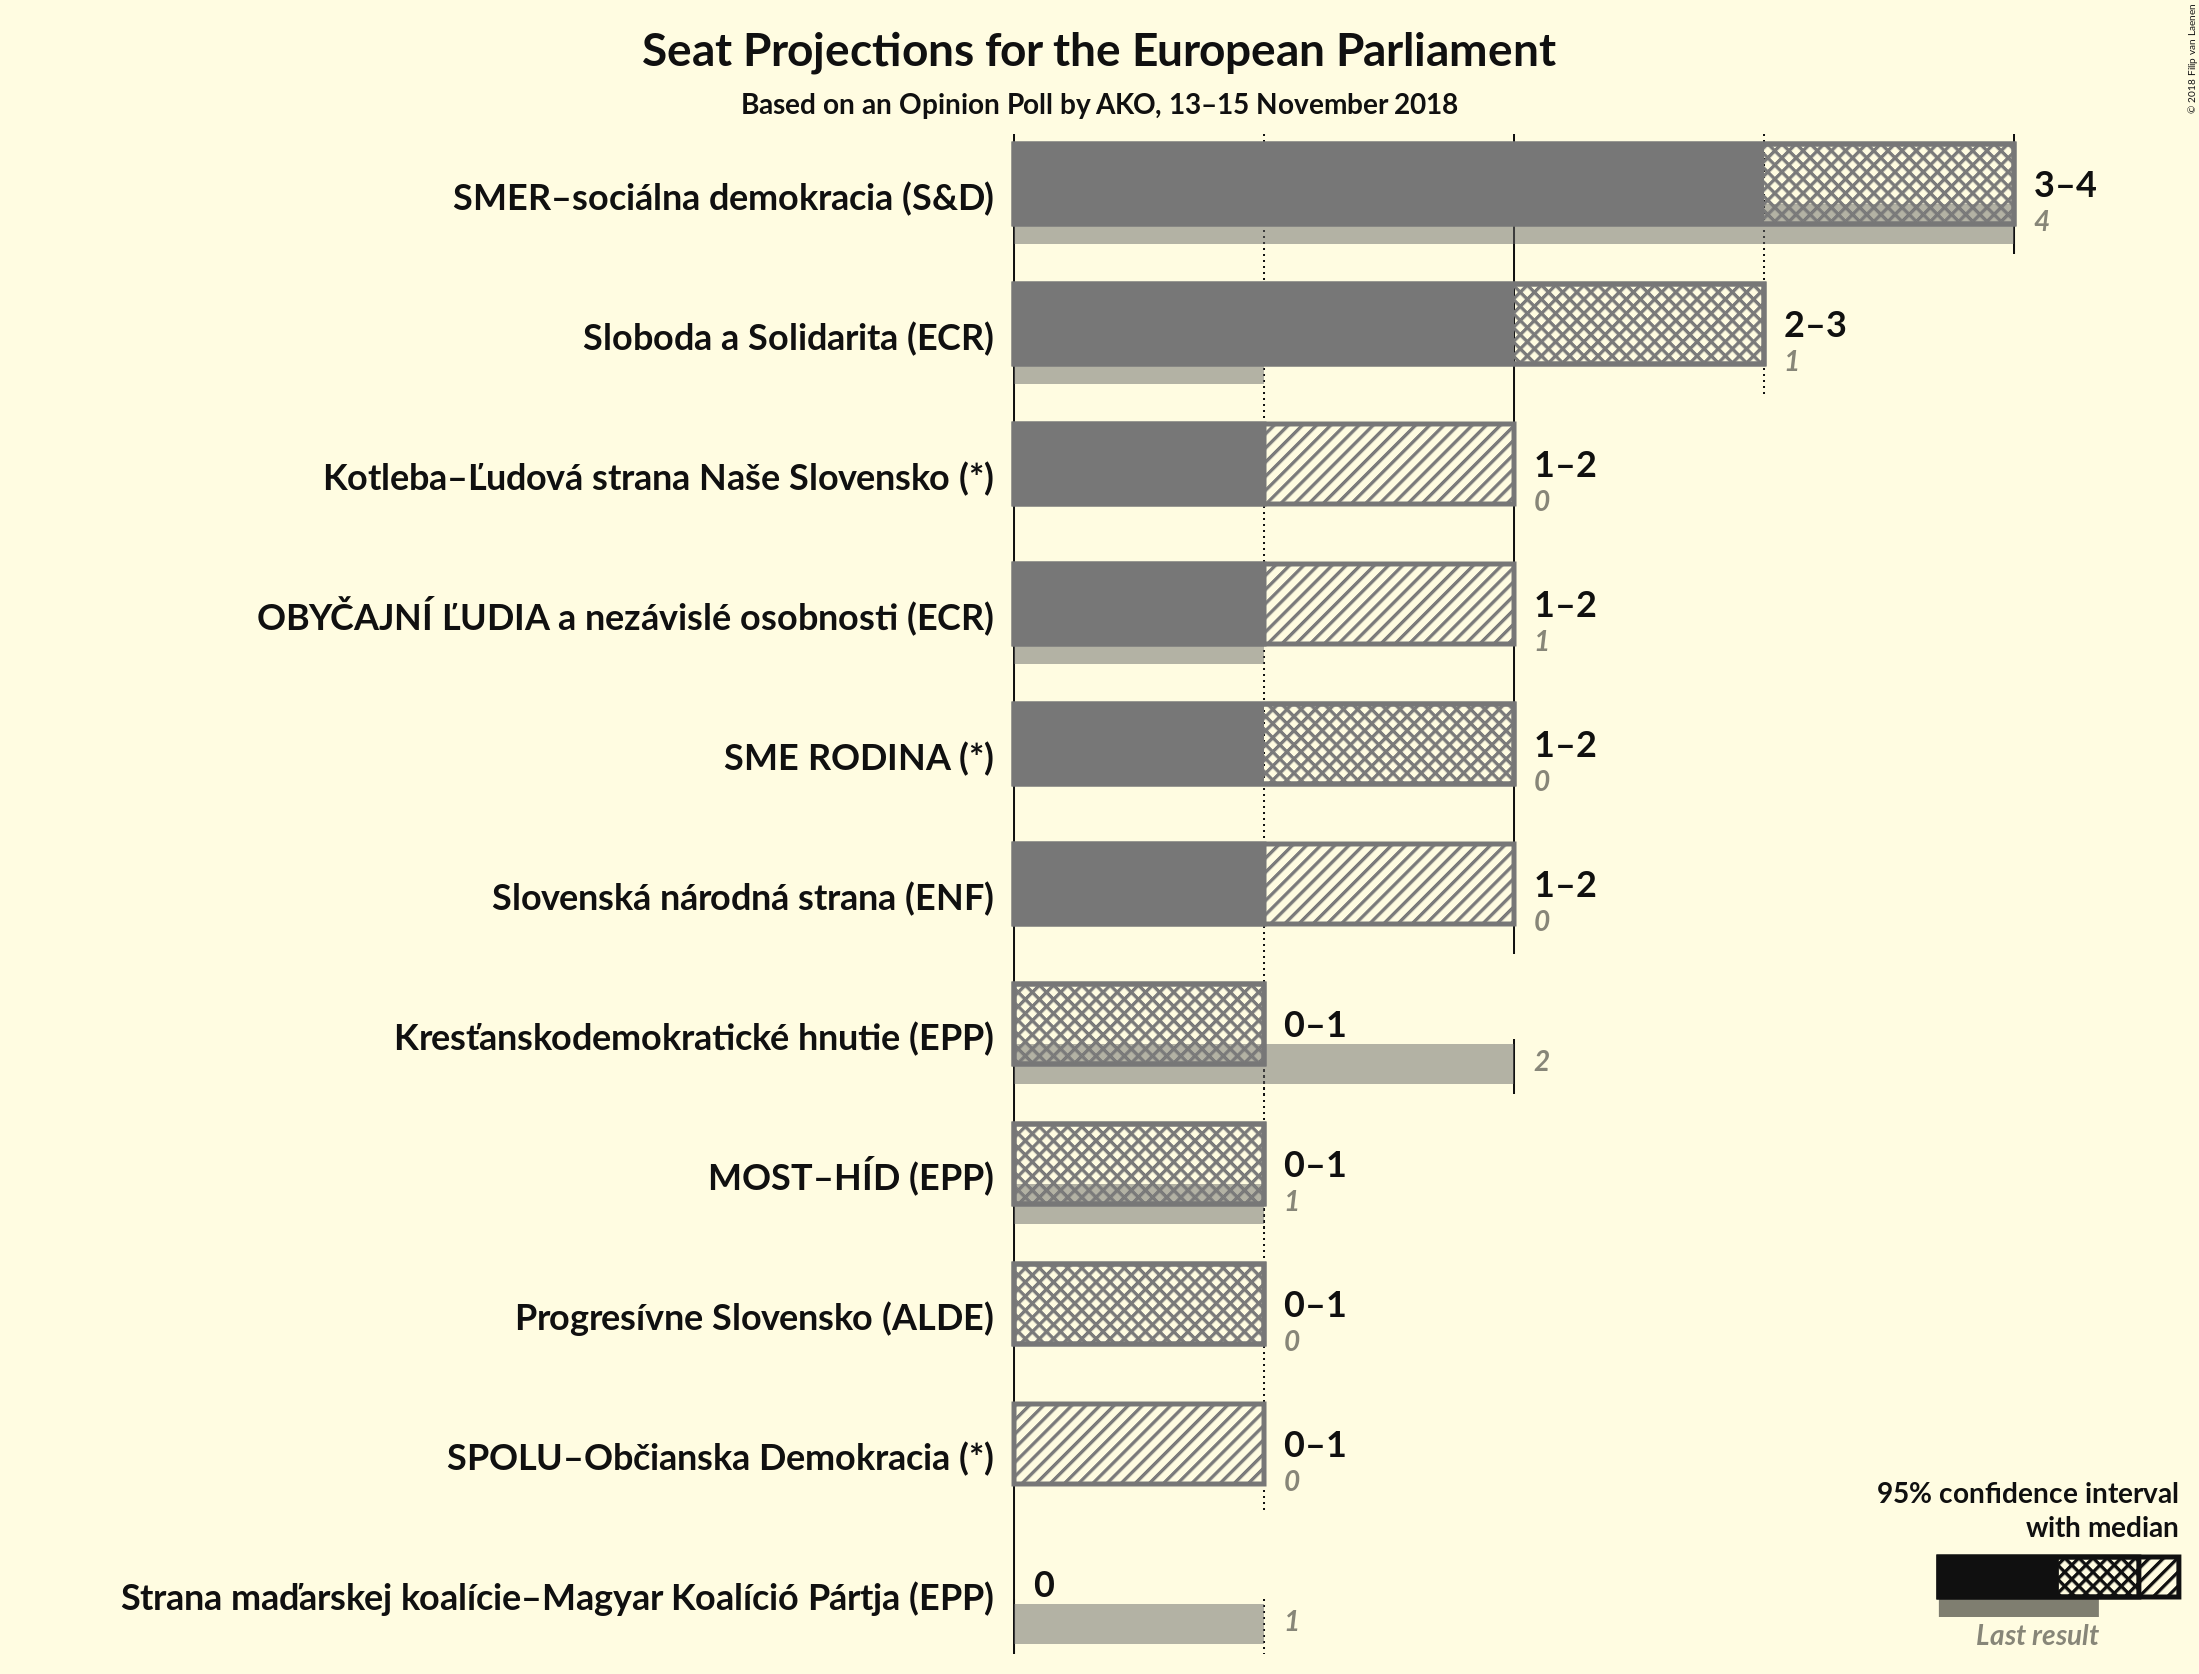 Seat Projections for the European Parliament
Based on an Opinion Poll by AKO, 13–15 November 2018
© 2018 Filip van Laenen
SMER–sociálna demokracia (S&D)
3–4
4
Sloboda a Solidarita (ECR)
2–3
1
Kotleba–Ľudová strana Naše Slovensko (*)
1–2
0
OBYČAJNÍ ĽUDIA a nezávislé osobnosti (ECR)
1–2
1
SME RODINA (*)
1–2
0
Slovenská národná strana (ENF)
1–2
0
Kresťanskodemokratické hnutie (EPP)
0–1
2
MOST–HÍD (EPP)
0–1
1
Progresívne Slovensko (ALDE)
0–1
0
SPOLU–Občianska Demokracia (*)
0–1
0
Strana maďarskej koalície–Magyar Koalíció Pártja (EPP)
0
1
95% confidence interval
with median
Last result